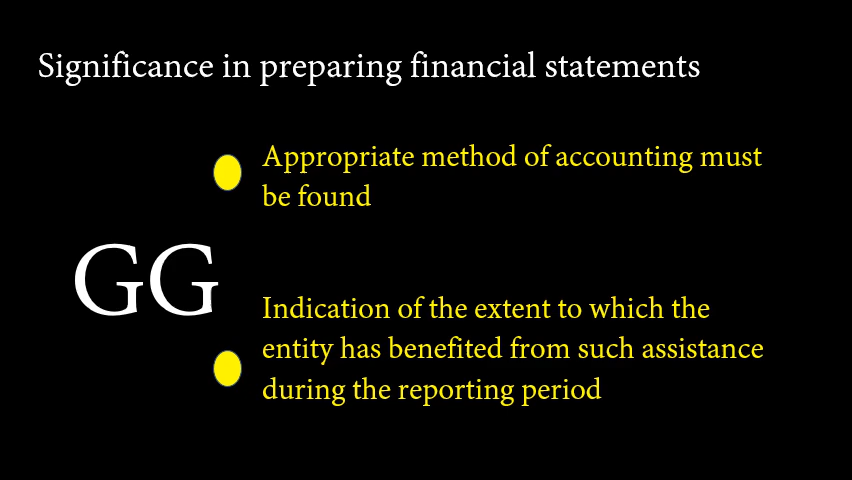 Significance in preparing financial statements
Appropriate method of accounting must
be found
GG
Indication of the extent to which the
entity has benefited from such assistance
during the reporting period